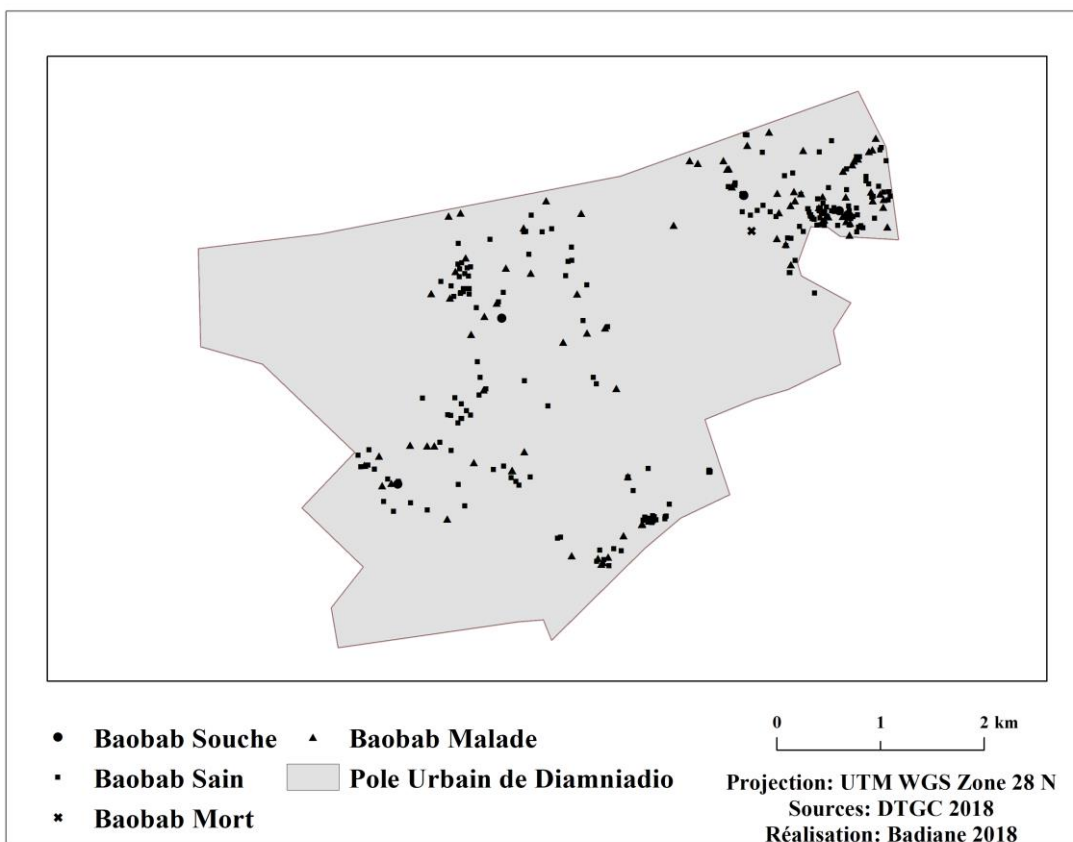 Baobab Souche
Baobab Malade
Baobab Sain
Pole Urbain de Diamniadio
Baobab Mort
0 1 2 km
Projection: UTM WGS Zone 28 N
Sources: DTGC 2018
Réalisation: Badiane 2018